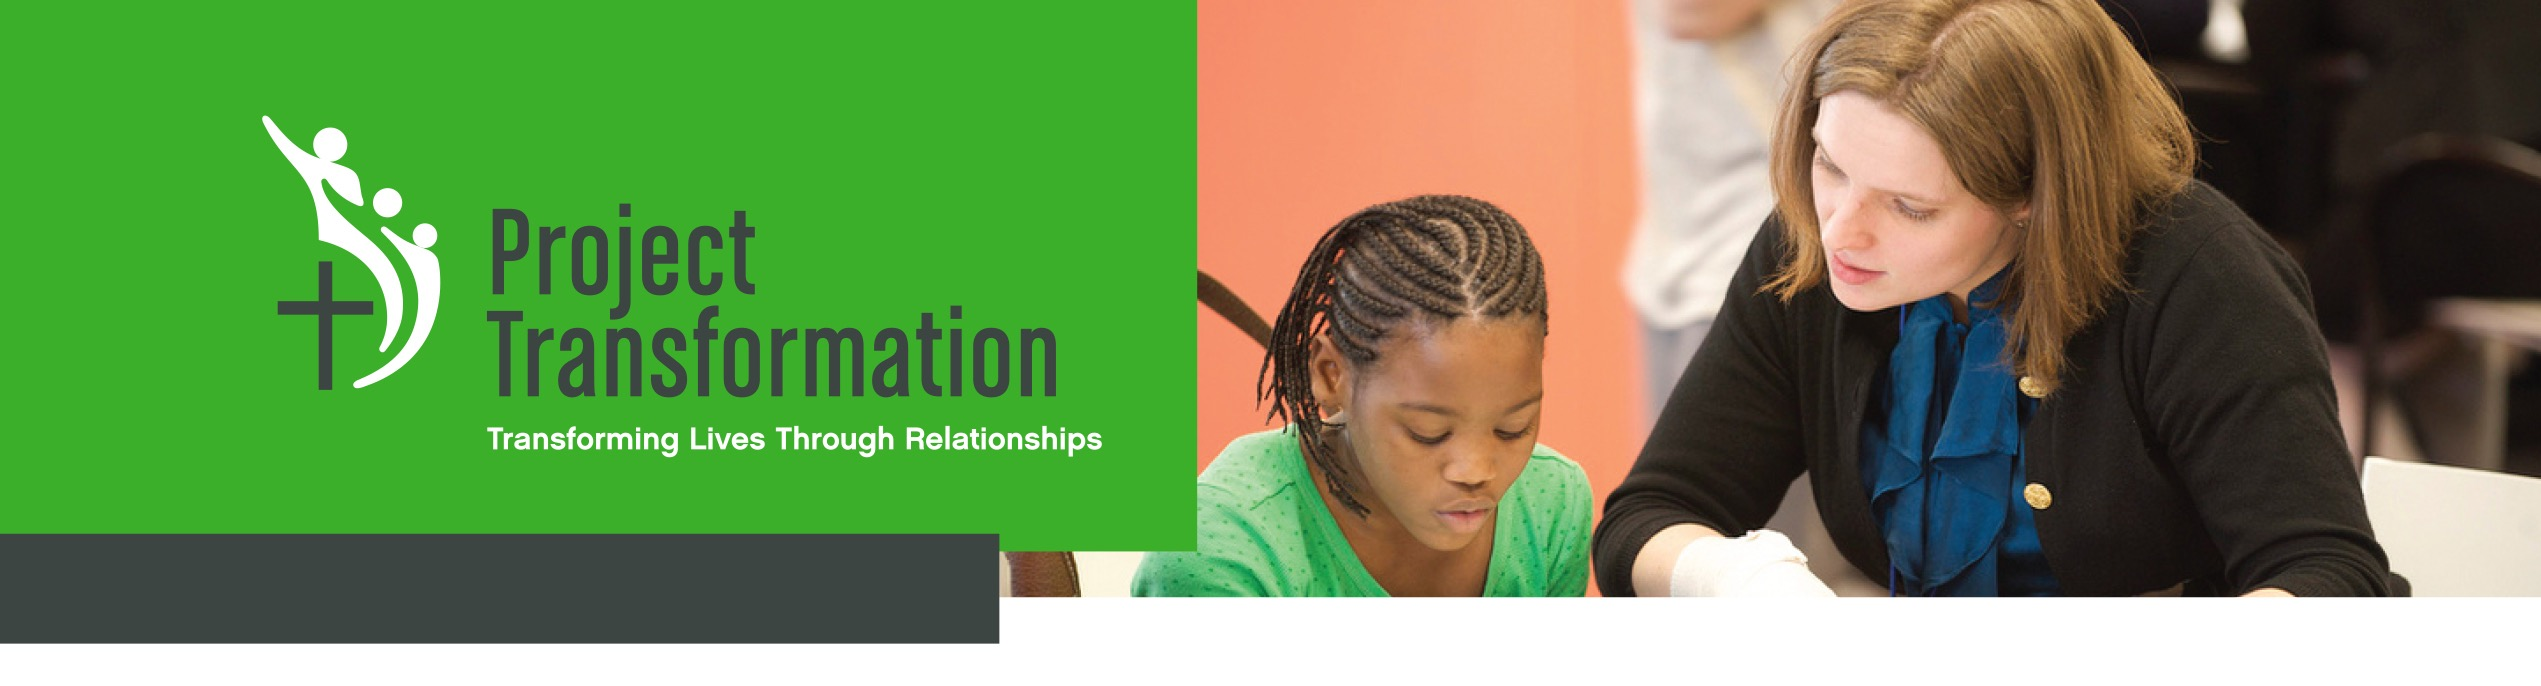 Project
Transformation
Transforming Lives Through Relationships